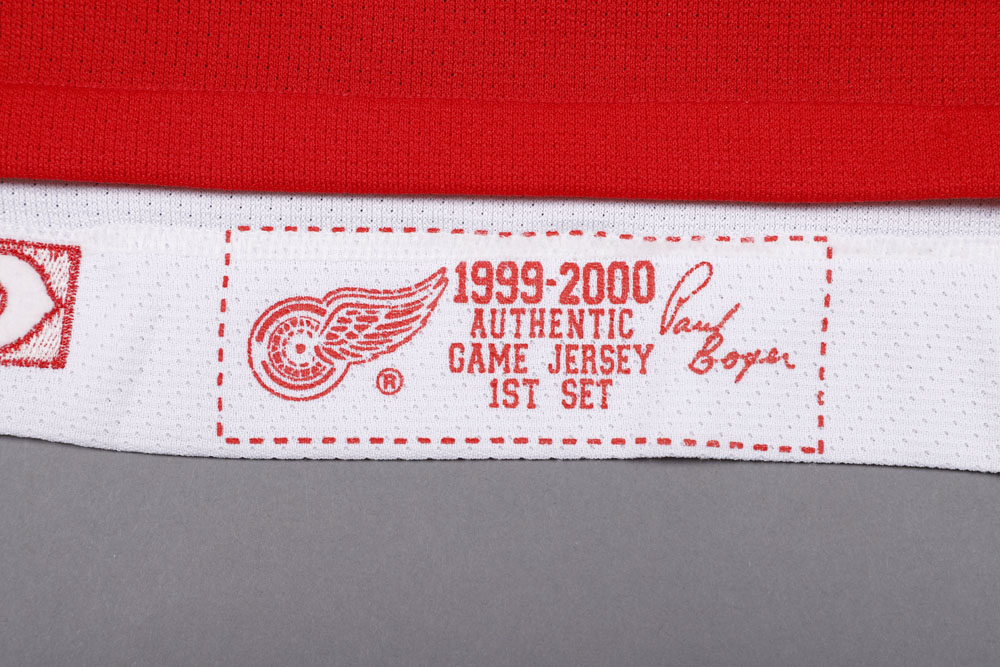 1999-2000
AUTHENTIC
GAME JERSEY
1ST SET
Paul
Boyer
®